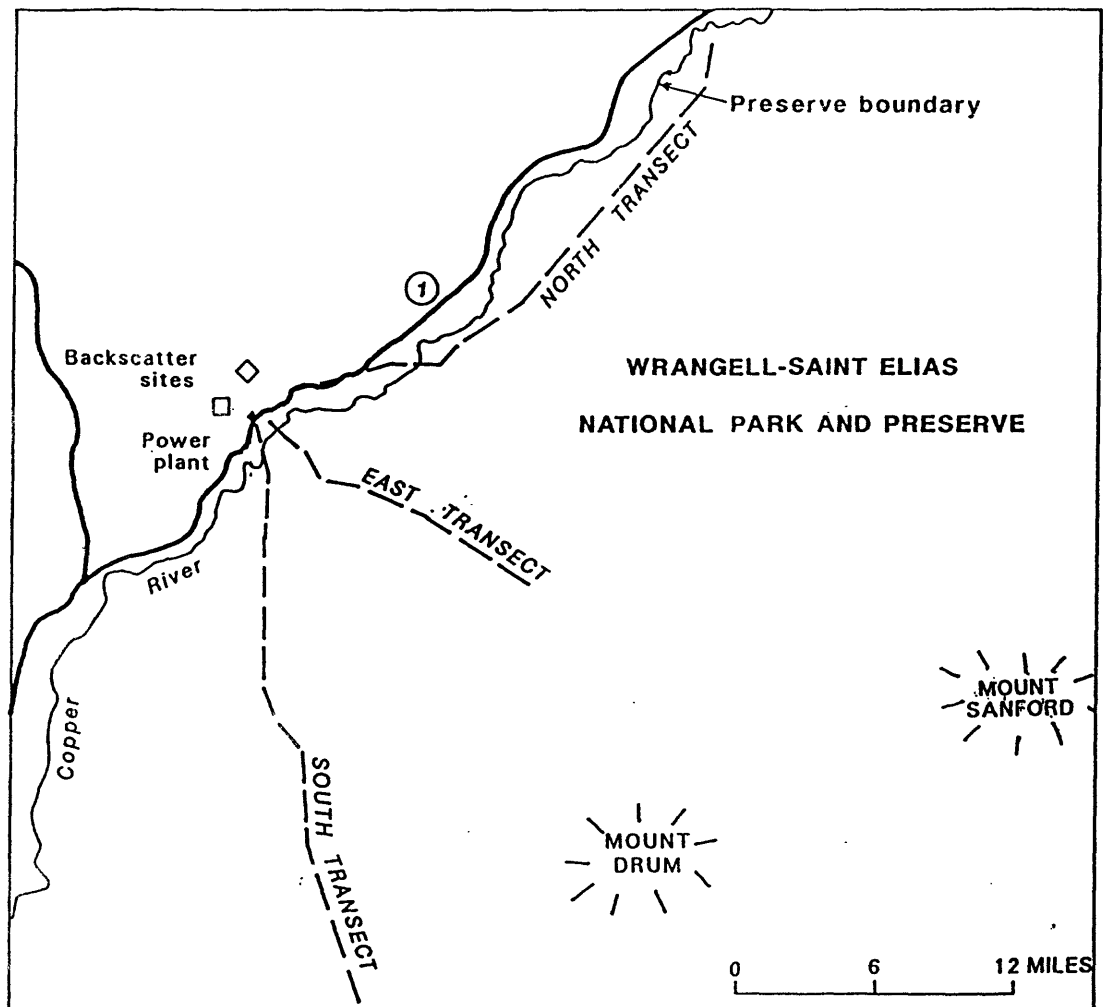 Preserve boundary
NORTH TRANSECT
1
Backscatter
sites
WRANGELL-SAINT ELIAS
NATIONAL PARK AND PRESERVE
Power
plant
EAST TRANSECT
River
MOUNT
SANFORD
Copper
SOUTH TRANSECT
MOUNT
DRUM
0 6 12 MILES